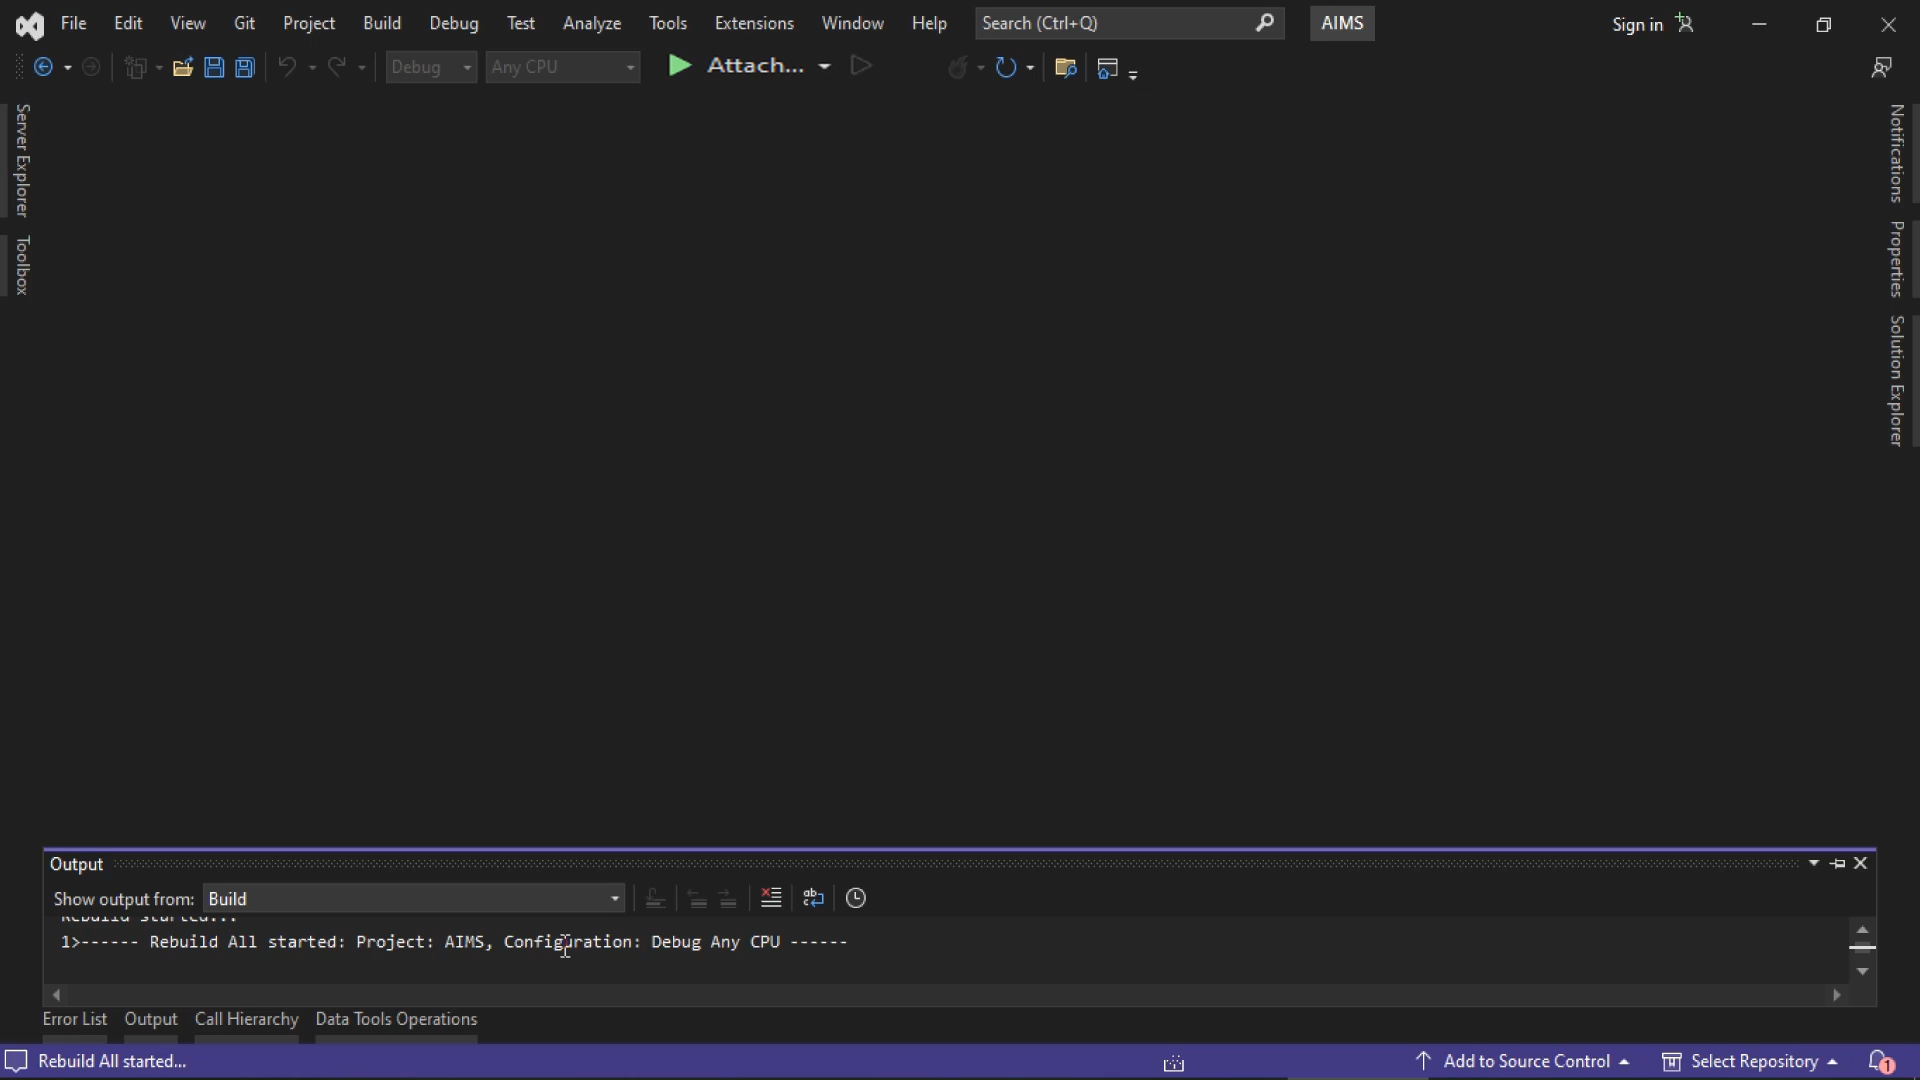 File Edit View Git Project Build Debug Test Analyze Tools Extensions Window Help Search (Ctrl+Q) AIMS Sign in
Debug Any CPU Attach...
Server Explorer
Toolbox
Notifications
Properties
Solution Explorer
Output
Show output from: Build
Rebuild started...
1>------ Rebuild All started: Project: AIMS, Configuration: Debug Any CPU ------
Error List Output Call Hierarchy Data Tools Operations
Rebuild All started... Add to Source Control Select Repository 1